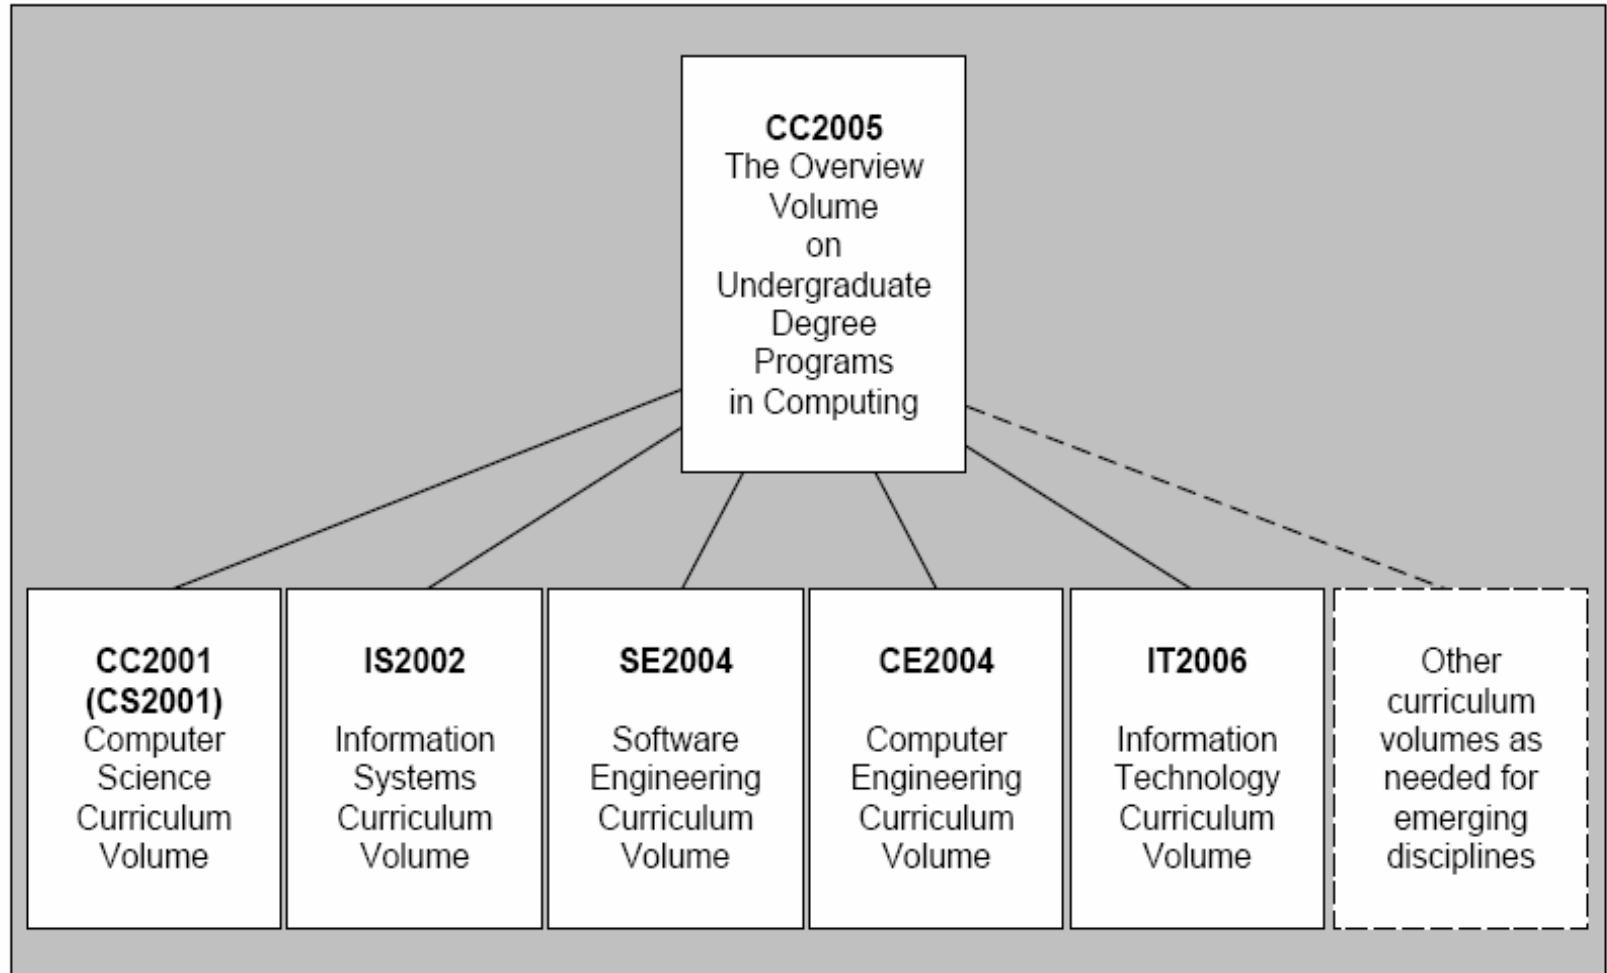 CC2005
The Overview
Volume
on
Undergraduate
Degree
Programs
in Computing
CC2001
(CS2001)
Computer
Science
Curriculum
Volume
IS2002
Information
Systems
Curriculum
Volume
SE2004
Software
Engineering
Curriculum
Volume
CE2004
Computer
Engineering
Curriculum
Volume
IT2006
Information
Technology
Curriculum
Volume
Other
curriculum
volumes as
needed for
emerging
disciplines